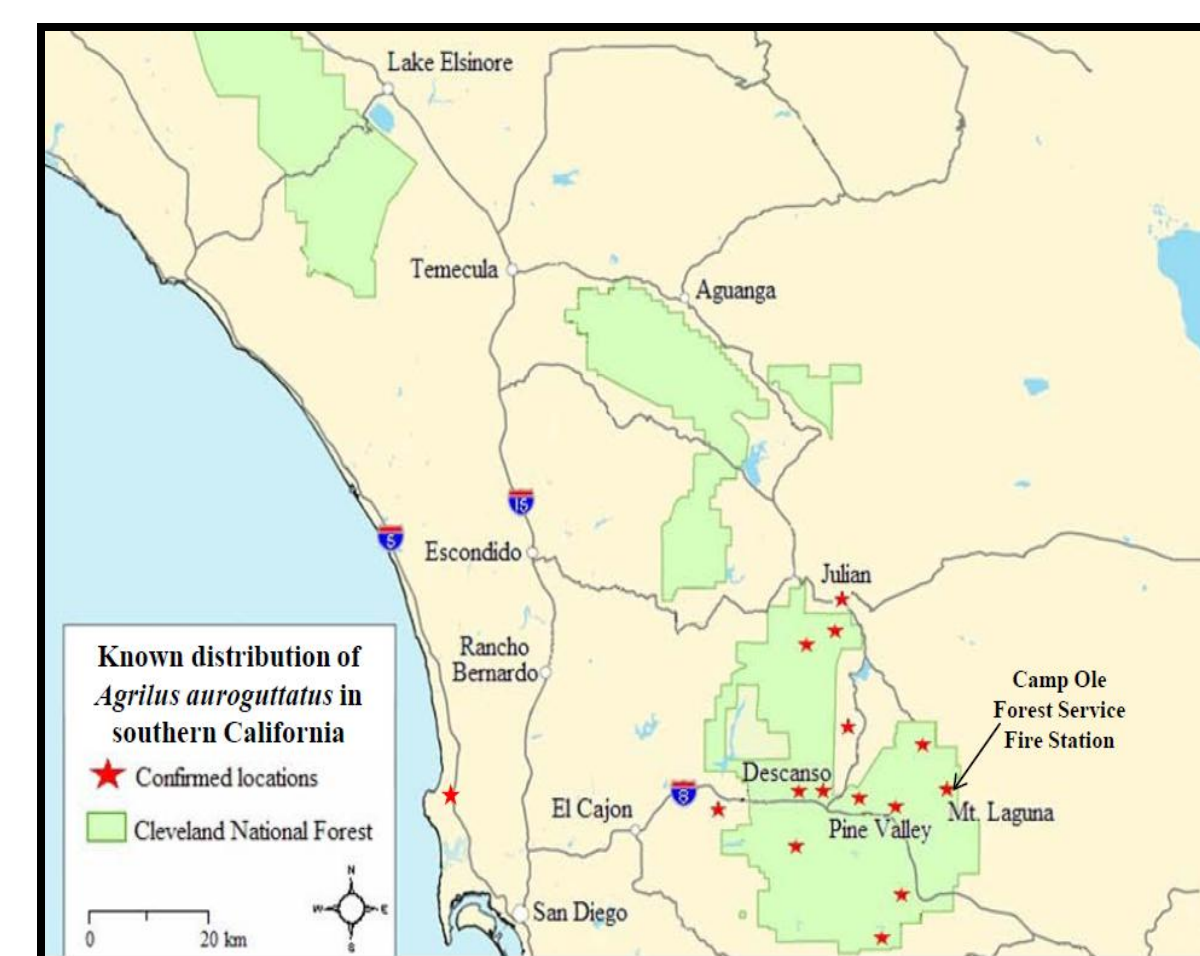 Lake Elsinore
Temecula
Aguanga
15
5
Escondido
Julian
Rancho
Bernardo
Camp Ole
Forest Service
Fire Station
Descanso
8
El Cajon
Mt. Laguna
Pine Valley
San Diego
Known distribution of
Agrilus auroguttatus in
southern California
Confirmed locations
Cleveland National Forest
N
W
E
S
0
20 km